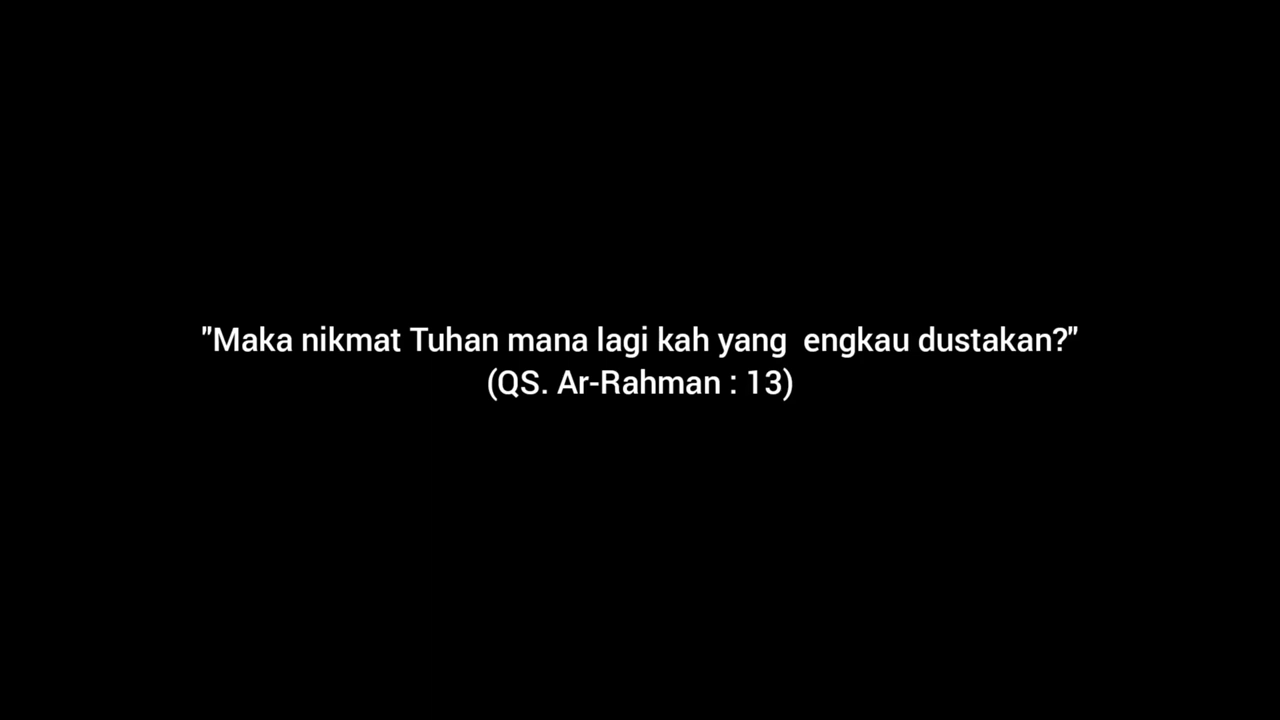 "Maka nikmat Tuhan mana lagi kah yang  engkau dustakan?"
(QS. Ar-Rahman : 13)